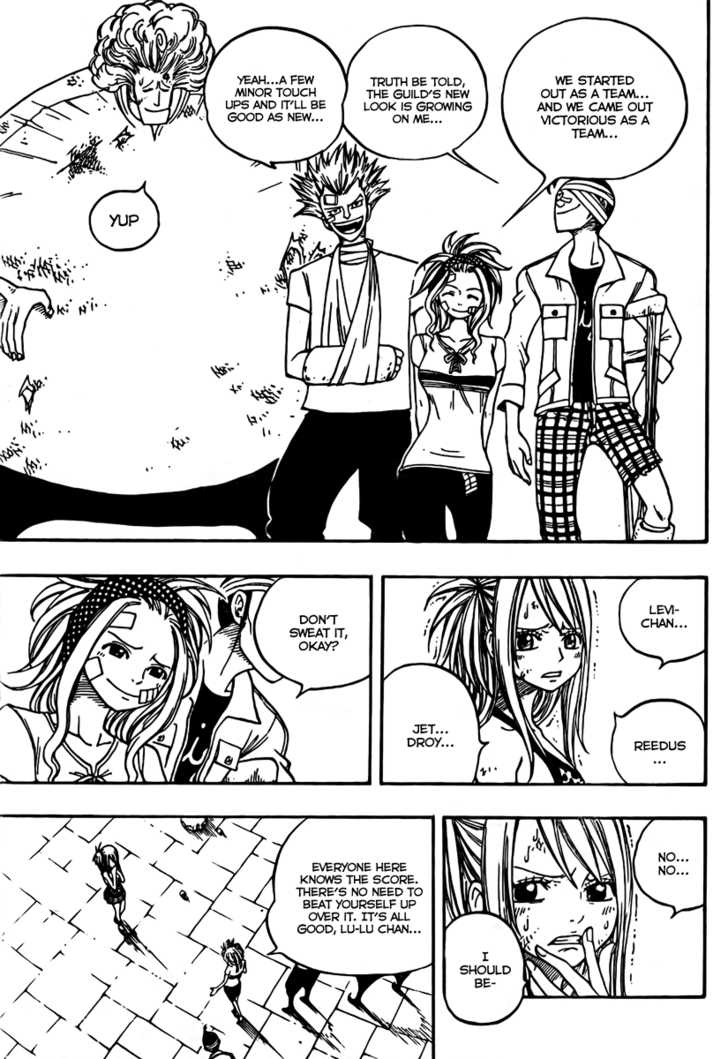 WE STARTED
OUT AS A TEAM...
AND WE CAME OUT
VICTORIOUS AS A
TEAM...
TRUTH BE TOLD,
THE GUILD'S NEW
LOOK IS GROWING
ON ME...
YEAH...A FEW
MINOR TOUCH
UPS AND IT'LL BE
GOOD AS NEW...
YUP
LEVI-
CHAN...
JET...
DROY...
REEDUS
...
DON'T
SWEAT IT,
OKAY?
NO...
NO...
I
SHOULD
BE-
EVERYONE HERE
KNOWS THE SCORE.
THERE'S NO NEED TO
BEAT YOURSELF UP
OVER IT. IT'S ALL
GOOD, LU-LU CHAN...